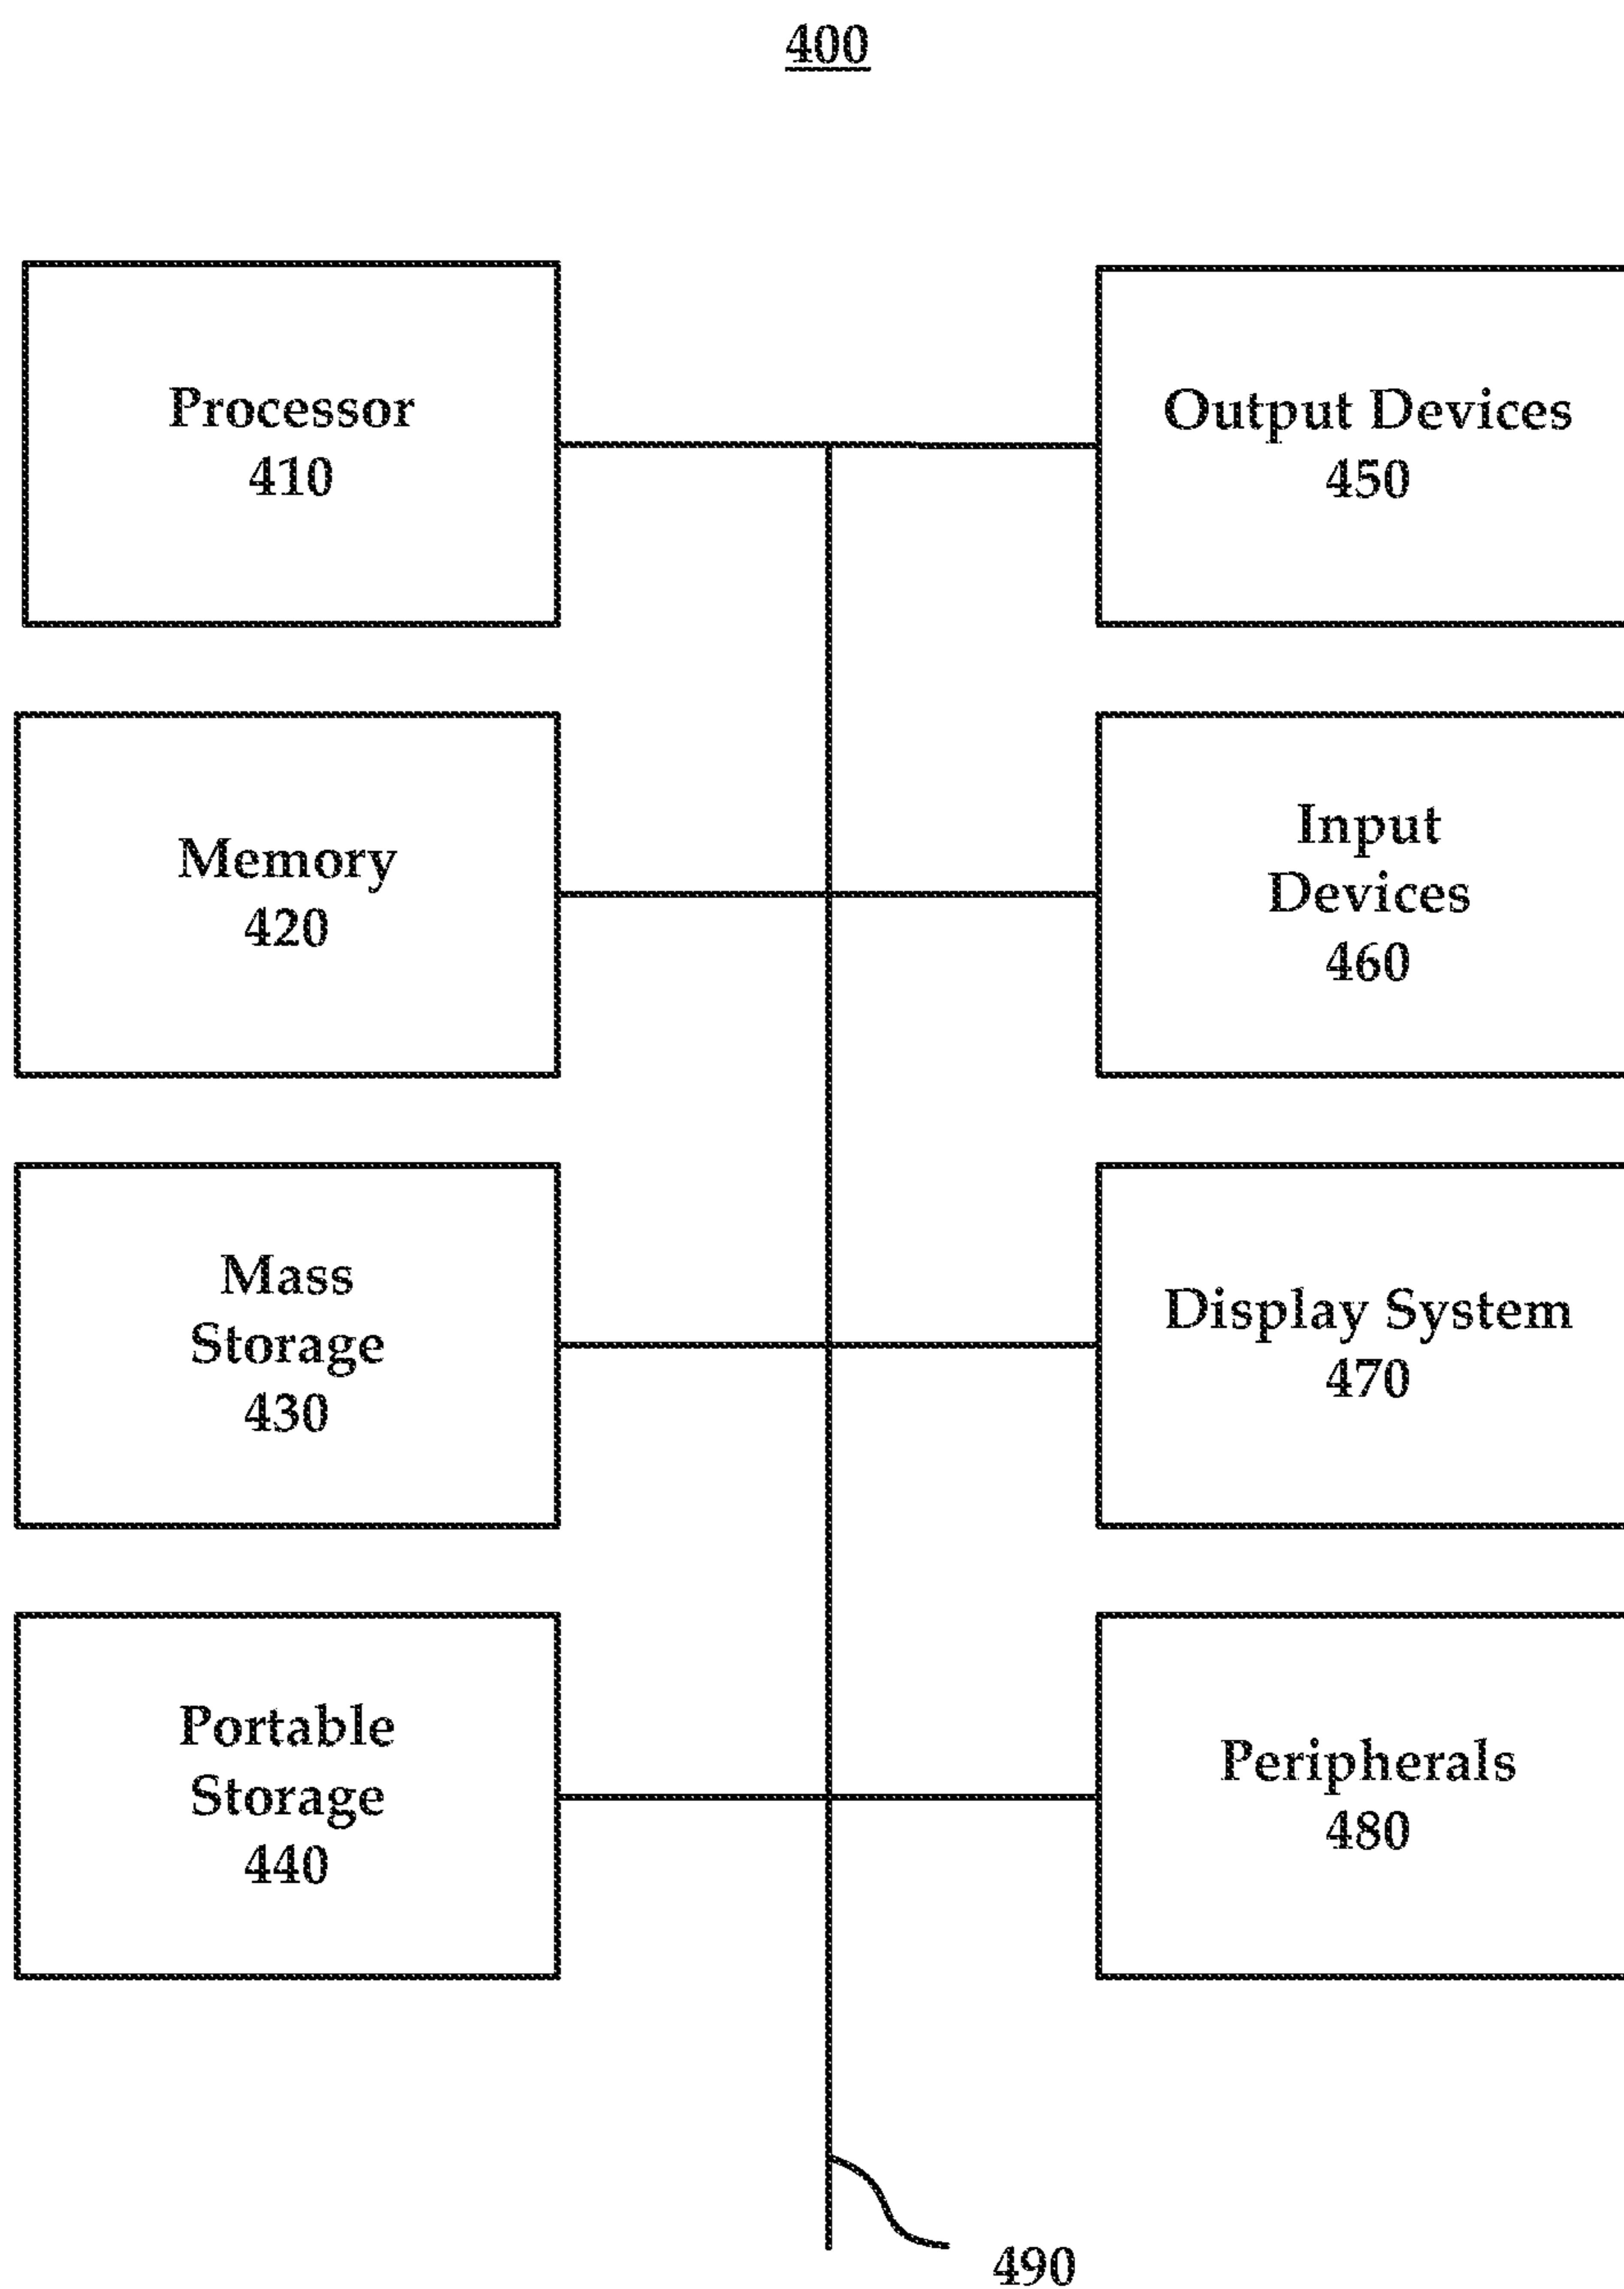 400
Processor
410
Output Devices
450
Memory
420
Input
Devices
460
Mass
Storage
430
Display System
470
Portable
Storage
440
Peripherals
480
490